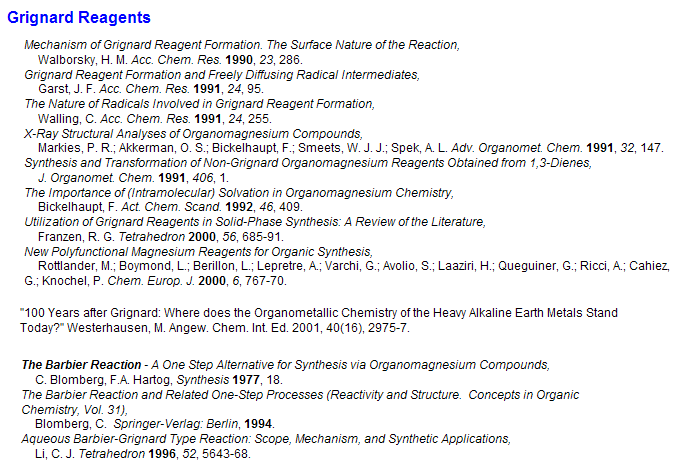 Grignard Reagents
Mechanism of Grignard Reagent Formation. The Surface Nature of the Reaction,
Walborsky, H. M. Acc. Chem. Res. 1990, 23, 286.
Grignard Reagent Formation and Freely Diffusing Radical Intermediates,
Garst, J. F. Acc. Chem. Res. 1991, 24, 95.
The Nature of Radicals Involved in Grignard Reagent Formation,
Walling, C. Acc. Chem. Res. 1991, 24, 255.
X-Ray Structural Analyses of Organomagnesium Compounds,
Markies, P. R.; Akkerman, O. S.; Bickelhaupt, F.; Smeets, W. J. J.; Spek, A. L. Adv. Organomet. Chem. 1991, 32, 147.
Synthesis and Transformation of Non-Grignard Organomagnesium Reagents Obtained from 1,3-Dienes,
J. Organomet. Chem. 1991, 406, 1.
The Importance of (Intramolecular) Solvation in Organomagnesium Chemistry,
Bickelhaupt, F. Act. Chem. Scand. 1992, 46, 409.
Utilization of Grignard Reagents in Solid-Phase Synthesis: A Review of the Literature,
Franzen, R. G. Tetrahedron 2000, 56, 685-91.
New Polyfunctional Magnesium Reagents for Organic Synthesis,
Rottlander, M.; Boymond, L.; Berillon, L.; Lepretre, A.; Varchi, G.; Avolio, S.; Laaziri, H.; Queguiner, G.; Ricci, A.; Cahiez,
G.; Knochel, P. Chem. Europ. J. 2000, 6, 767-70.
"100 Years after Grignard: Where does the Organometallic Chemistry of the Heavy Alkaline Earth Metals Stand
Today?" Westerhausen, M. Angew. Chem. Int. Ed. 2001, 40(16), 2975-7.
The Barbier Reaction - A One Step Alternative for Synthesis via Organomagnesium Compounds,
C. Blomberg, F.A. Hartog, Synthesis 1977, 18.
The Barbier Reaction and Related One-Step Processes (Reactivity and Structure. Concepts in Organic
Chemistry, Vol. 31),
Blomberg, C. Springer-Verlag: Berlin, 1994.
Aqueous Barbier-Grignard Type Reaction: Scope, Mechanism, and Synthetic Applications,
Li, C. J. Tetrahedron 1996, 52, 5643-68.